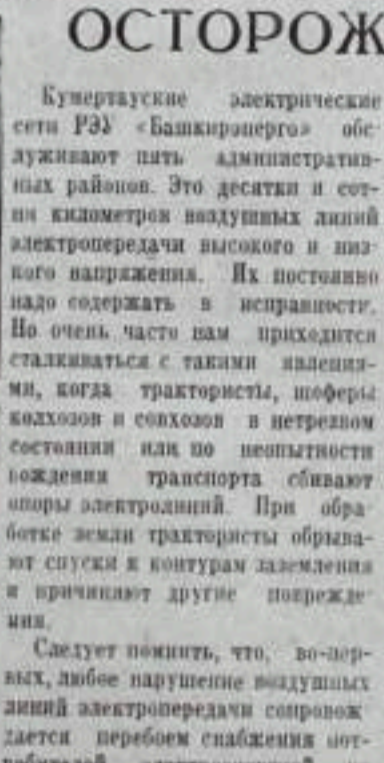 ОСТОРОЖ
Кумертауские электрические
сети РЭУ «Башкирэнерго» обс-
луживают пять административ-
ных районов. Это десятки и сот-
ни километров воздушных линий
электропередачи высокого и низ-
кого напряжения. Их постоянно
надо содержать в исправности.
Но очень часто нам приходится
сталкиваться с такими явления-
ми, когда трактористы, шоферы
колхозов и совхозов в нетрезвом
состоянии или по неопытности
вождения транспорта сбивают
опоры электролиний. При обра-
ботке земли трактористы обрыва-
ют спуски к контурам заземления
и причиняют другие поврежде-
ния.
Следует помнить, что, во-пер-
вых, любое нарушение воздушных
линий электропередачи сопровож-
дается перебоем снабжения пот-